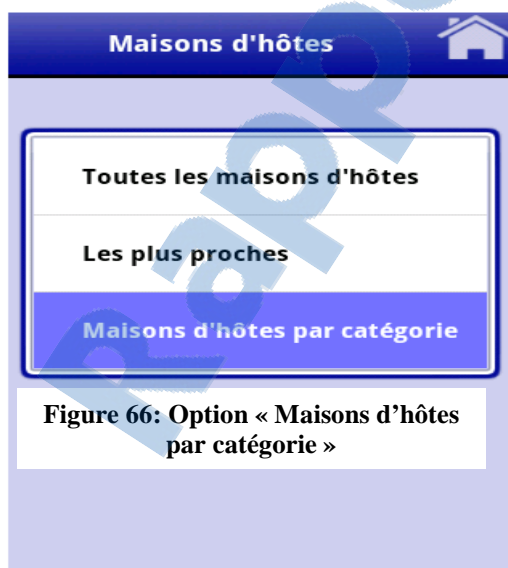 Maisons d'hôtes
Toutes les maisons d'hôtes
Les plus proches
Maisons d'hôtes par catégorie
Figure 66: Option « Maisons d’hôtes
par catégorie »